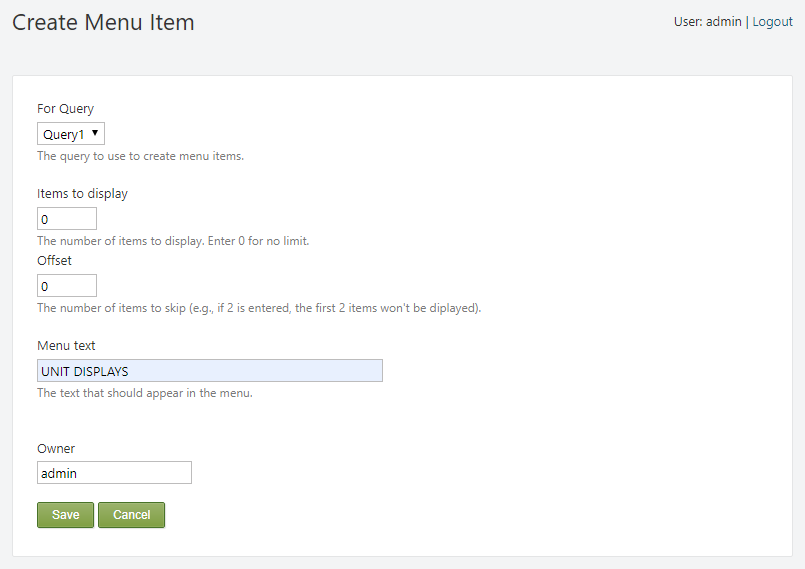 Create Menu Item
User: admin | Logout
For Query
Query1
The query to use to create menu items.
Items to display
0
The number of items to display. Enter 0 for no limit.
Offset
0
The number of items to skip (e.g., if 2 is entered, the first 2 items won't be diplayed).
Menu text
UNIT DISPLAYS
The text that should appear in the menu.
Owner
admin
Save Cancel